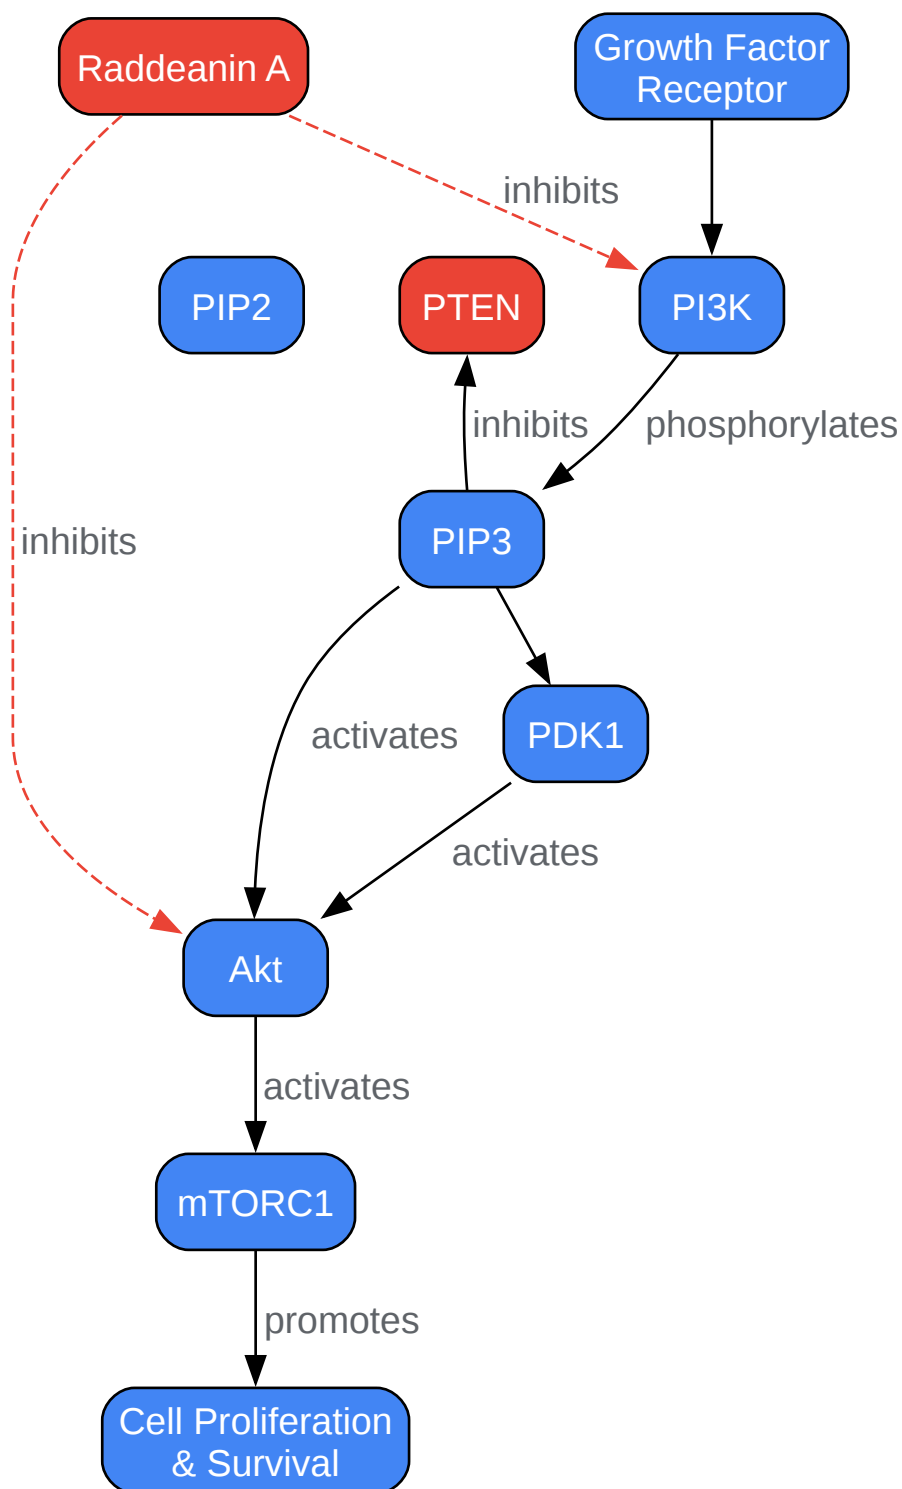 Raddeanin A
Growth Factor
Receptor
inhibits
PIP2
PTEN
PI3K
inhibits
phosphorylates
inhibits
PIP3
activates
PDK1
activates
Akt
activates
mTORC1
promotes
Cell Proliferation
& Survival